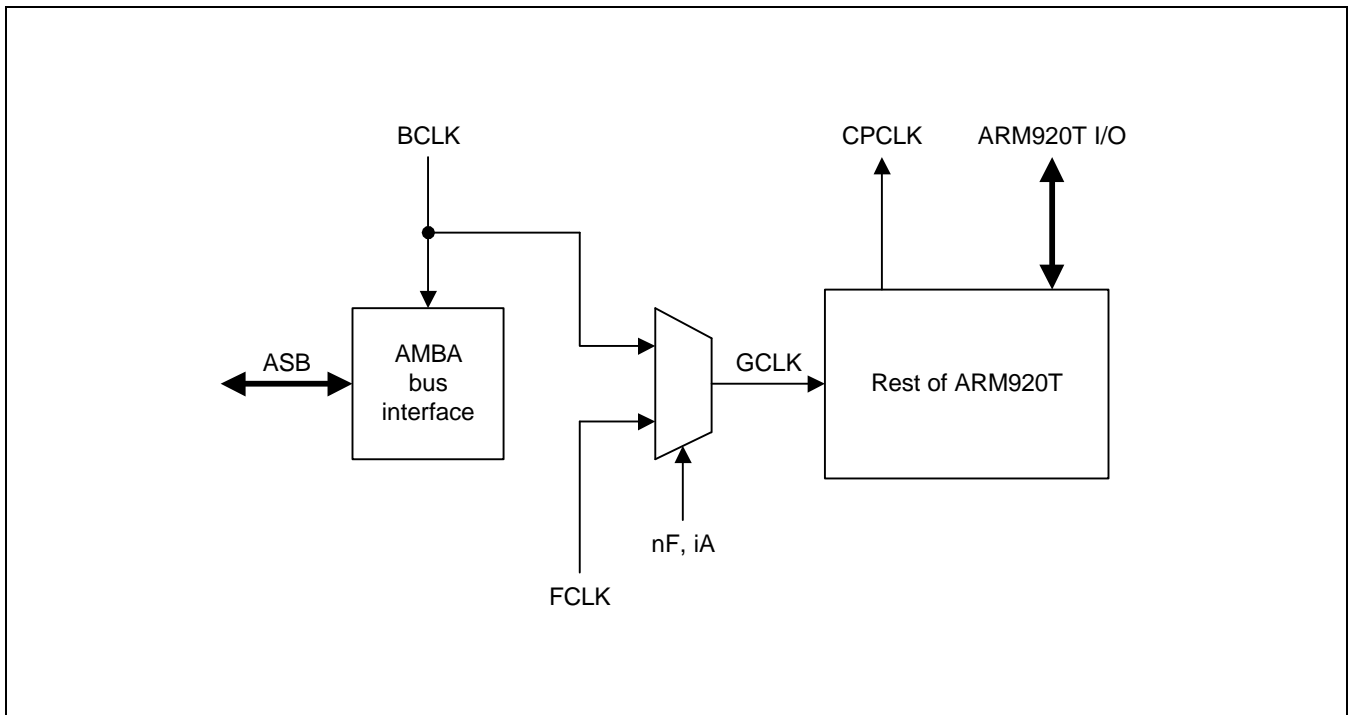 BCLK
CPCLK
ARM920T I/O
ASB
AMBA
bus
interface
GCLK
Rest of ARM920T
nF, iA
FCLK